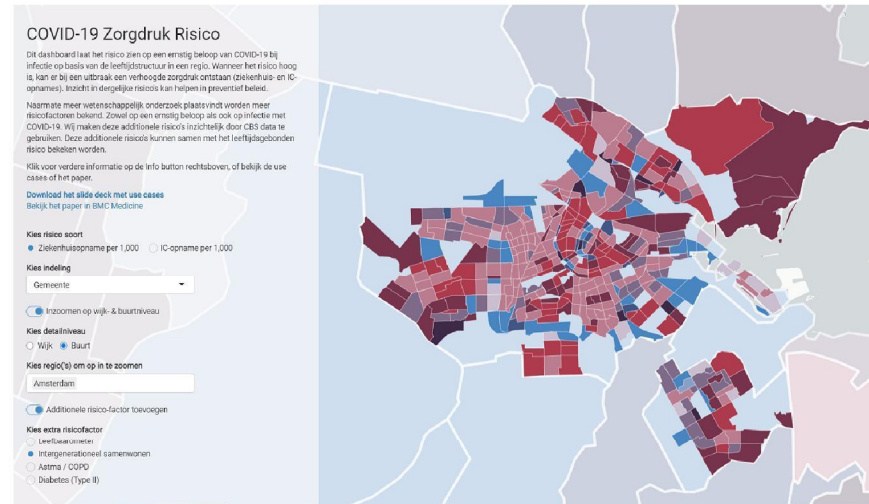 COVID-19 Zorgdruk Risico
Dit dashboard laat het risico zien op een ernstig beloop van COVID-19 bij
infectie op basis van de leeftijdstructuur in een regio. Wanneer het risico hoog
is, kan er bij een uitbraak een verhoogde zorgdruk ontstaan (ziekenhuis- en IC-
opnames). Inzicht in dergelijke risico's kan helpen in preventief beleid.
Naarmate meer wetenschappelijk onderzoek plaatsvindt worden meer
risicofactoren bekend. Zowel op een ernstig beloop als ook op infectie met
COVID-19. Wij maken deze additionele risico's inzichtelijk door CBS data te
gebruiken. Deze additionele risico's kunnen samen met het leeftijdsgebonden
risico bekeken worden.
Klik voor verdere informatie op de Info button rechtsboven, of bekijk de use
cases of het paper.
Download het slide deck met use cases
Bekijk het paper in BMC Medicine
Kies risico soort
Ziekenhuisopname per 1,000 IC-opname per 1,000
Kies indeling
Gemeente
Inzoomen op wijk- & buurtniveau
Kies detailniveau
Wijk Buurt
Kies regio('s) om op in te zoomen
Amsterdam
Additionele risico-factor toevoegen
Kies extra risicofactor
Leefbaarometer
Intergenerationeel samenwonen
Astma / COPD
Diabetes (Type II)